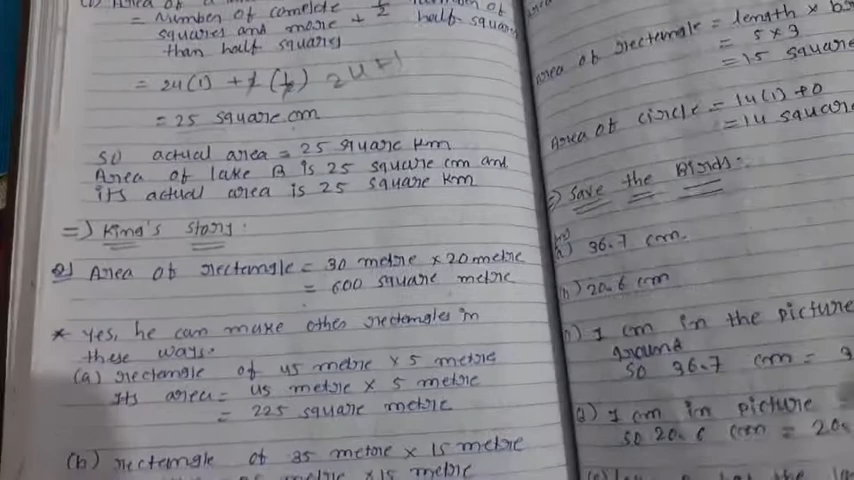 = Number of complete
squares and more + 1/2
half-squares
than half squares
= 24(1) + 1 (1/2) 24+1
= 25 square cm
so actual area = 25 square km
Area of lake B is 25 square cm and
its actual area is 25 square km
=) King's story:
Q) Area of rectangle = 30 metre × 20 metre
= 600 square metre
* Yes, he can make other rectangles in
these ways:
(a) rectangle of 45 metre × 5 metre
Its area = 45 metre × 5 metre
= 225 square metre
(b) rectangle of 35 metre × 15 metre
metre × 15 metre
Area of rectangle = length × b
= 5 × 3
= 15 square
Area of circle = 14(1) + 0
= 14 square
=) Save the Birds:
a) 36.7 cm.
b) 20.6 cm
1 cm in the picture
ground
so 36.7 cm = 3
d) 1 cm in picture =
so 20.6 cm = 20.